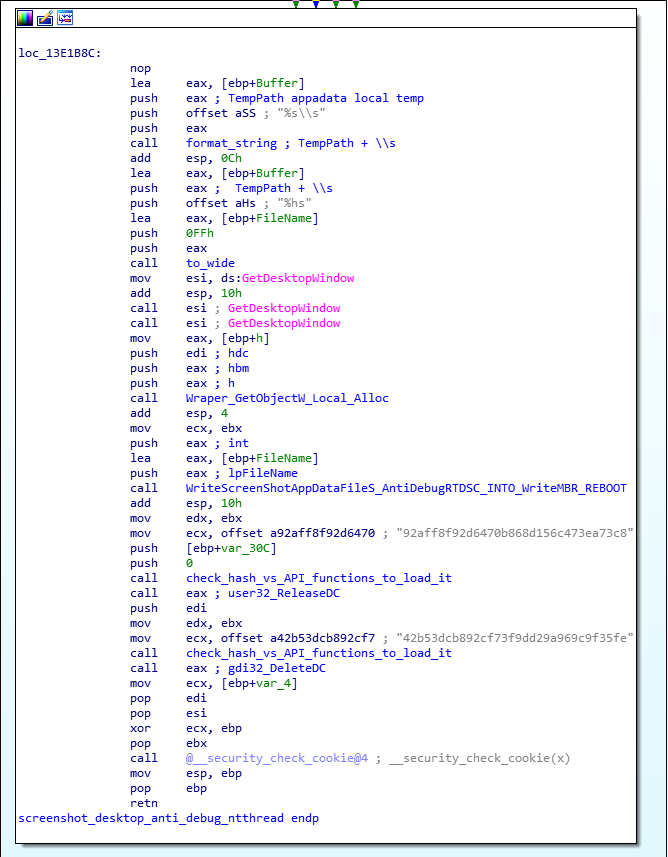 loc_13E1B8C:
nop
lea eax, [ebp+Buffer]
push eax ; TempPath appadata local temp
push offset aSS ; "%s\\s"
push eax
call format_string ; TempPath + \\s
add esp, 0Ch
lea eax, [ebp+Buffer]
push eax ;  TempPath + \\s
push offset aHs ; "%hs"
lea eax, [ebp+FileName]
push 0FFh
push eax
call to_wide
mov esi, ds:GetDesktopWindow
add esp, 10h
call esi ; GetDesktopWindow
call esi ; GetDesktopWindow
mov eax, [ebp+h]
push edi ; hdc
push eax ; hbm
push eax ; h
call Wraper_GetObjectW_Local_Alloc
add esp, 4
mov ecx, ebx
push eax ; int
lea eax, [ebp+FileName]
push eax ; lpFileName
call WriteScreenShotAppDataFileS_AntiDebugRTDSC_INTO_WriteMBR_REBOOT
add esp, 10h
mov edx, ebx
mov ecx, offset a92aff8f92d6470 ; "92aff8f92d6470b868d156c473ea73c8"
push [ebp+var_30C]
push 0
call check_hash_vs_API_functions_to_load_it
call eax ; user32_ReleaseDC
push edi
mov edx, ebx
mov ecx, offset a42b53dcb892cf7 ; "42b53dcb892cf73f9dd29a969c9f35fe"
call check_hash_vs_API_functions_to_load_it
call eax ; gdi32_DeleteDC
mov ecx, [ebp+var_4]
pop edi
pop esi
xor ecx, ebp
pop ebx
call @__security_check_cookie@4 ; __security_check_cookie(x)
mov esp, ebp
pop ebp
retn
screenshot_desktop_anti_debug_ntthread endp